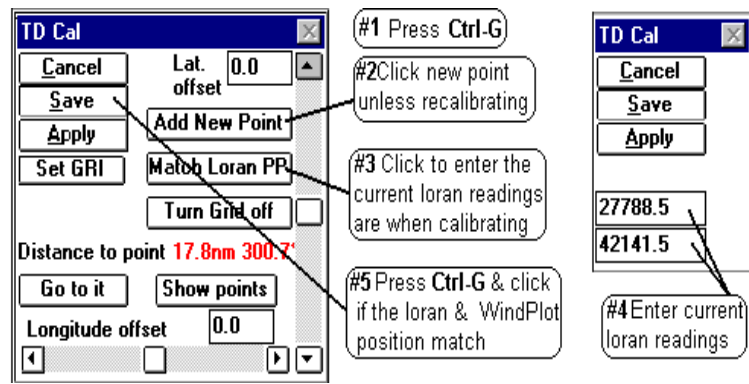 TD Cal
Cancel
Save
Apply
Set GRI
Lat.
offset
0.0
Add New Point
Match Loran PP
Turn Grid off
Distance to point 17.8nm 300.7°
Go to it
Show points
Longitude offset
0.0
#1 Press Ctrl-G
#2Click new point
unless recalibrating
#3 Click to enter the
current loran readings
are when calibrating
#5 Press Ctrl-G & click
if the loran & WindPlot
position match
TD Cal
Cancel
Save
Apply
27788.5
42141.5
#4 Enter current
loran readings